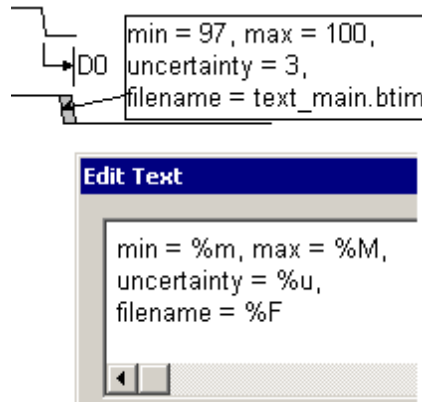 min = 97, max = 100,
D0 uncertainty = 3,
filename = text_main.btim
Edit Text
min = %m, max = %M,
uncertainty = %u,
filename = %F